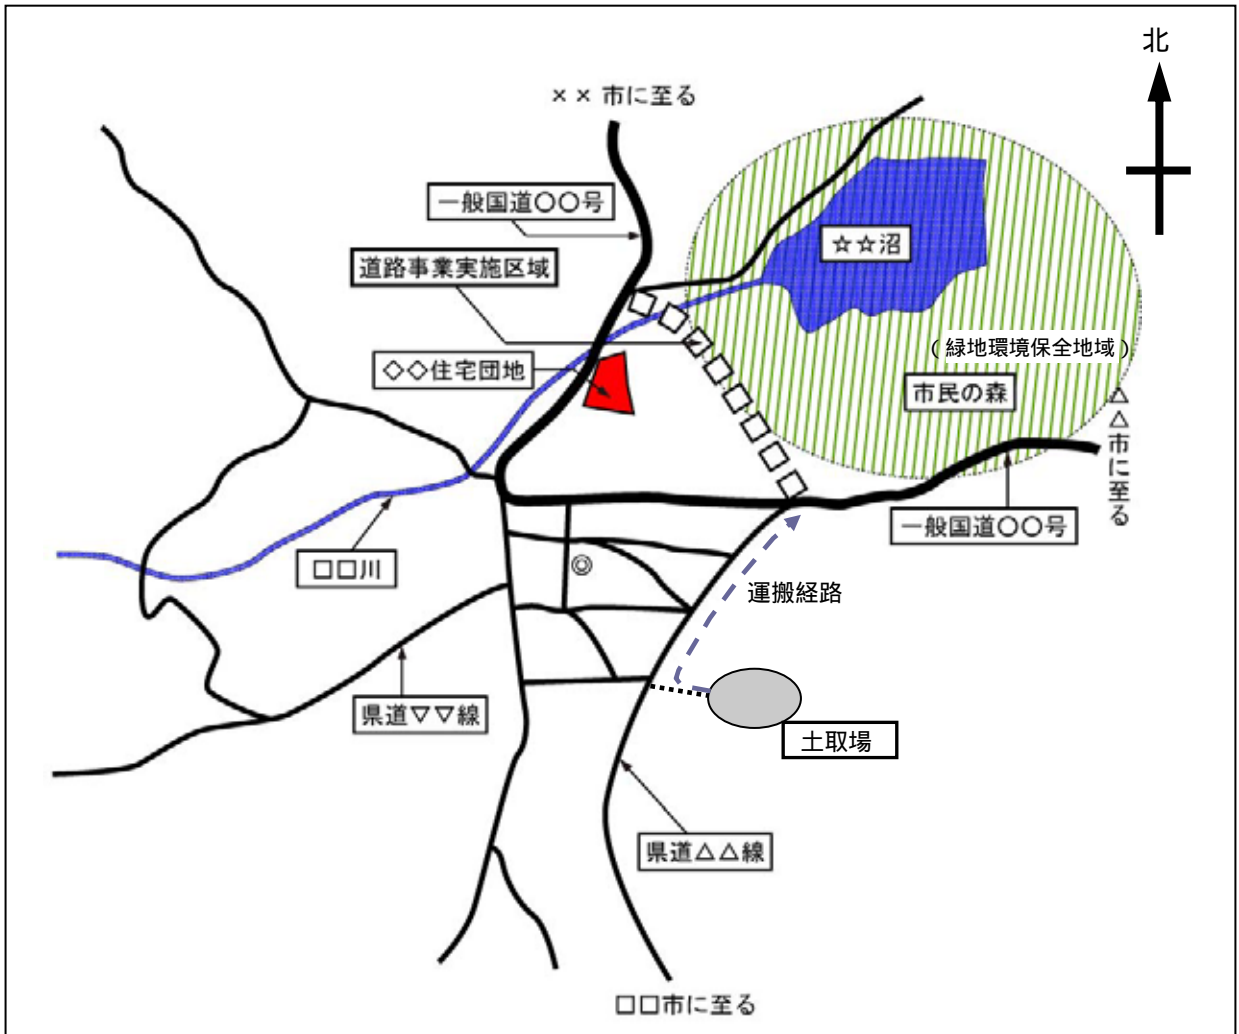 北
×× 市に至る
一般国道〇〇号
道路事業実施区域
☆☆沼
(緑地環境保全地域)
◇◇住宅団地
市民の森
△△市に至る
一般国道〇〇号
□□川
◎
運搬経路
県道▽▽線
土取場
県道△△線
□□市に至る